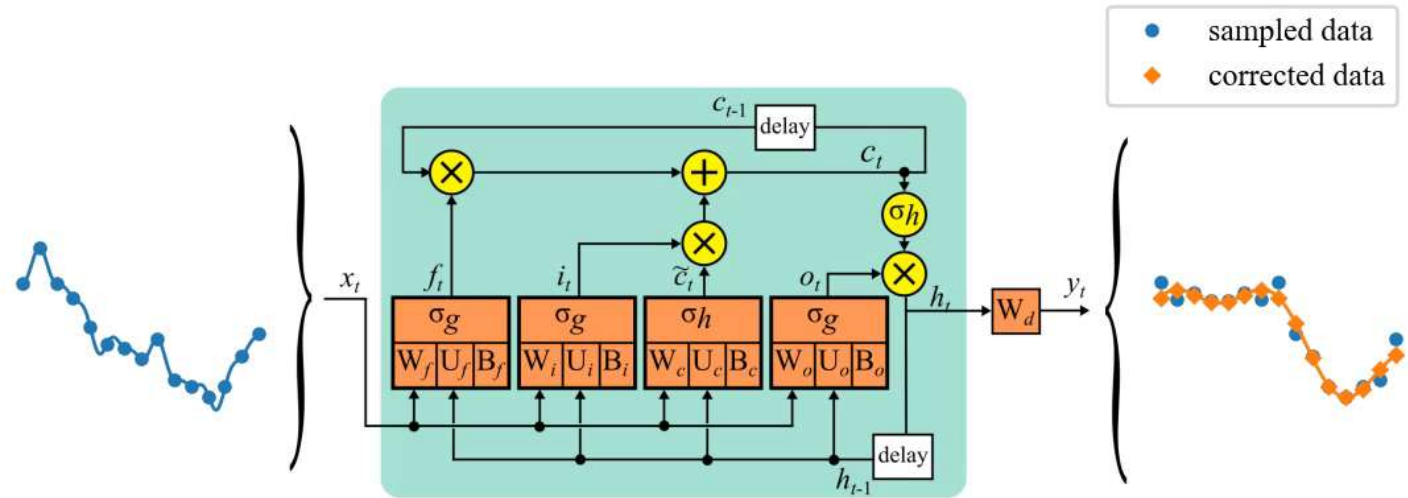 sampled data
corrected data
c_{t-1}
delay
c_t
×
+
σh
×
×
x_t
f_t
i_t
c̃_t
o_t
h_t
y_t
σg
σg
σh
σg
W_d
W_f U_f B_f
W_i U_i B_i
W_c U_c B_c
W_o U_o B_o
delay
h_{t-1}